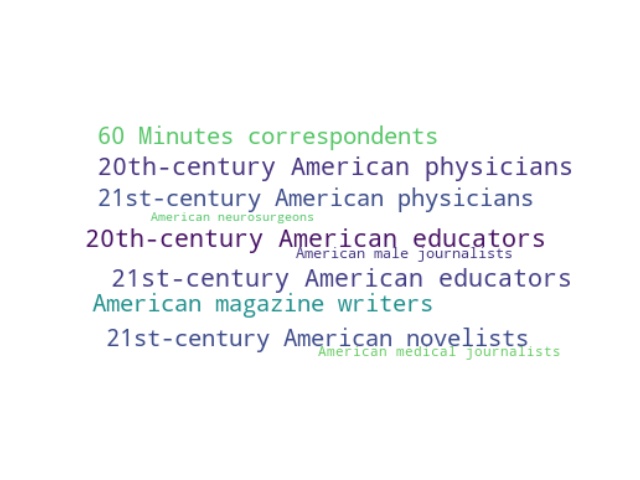 60 Minutes correspondents
20th-century American physicians
21st-century American physicians
American neurosurgeons
20th-century American educators
American male journalists
21st-century American educators
American magazine writers
21st-century American novelists
American medical journalists